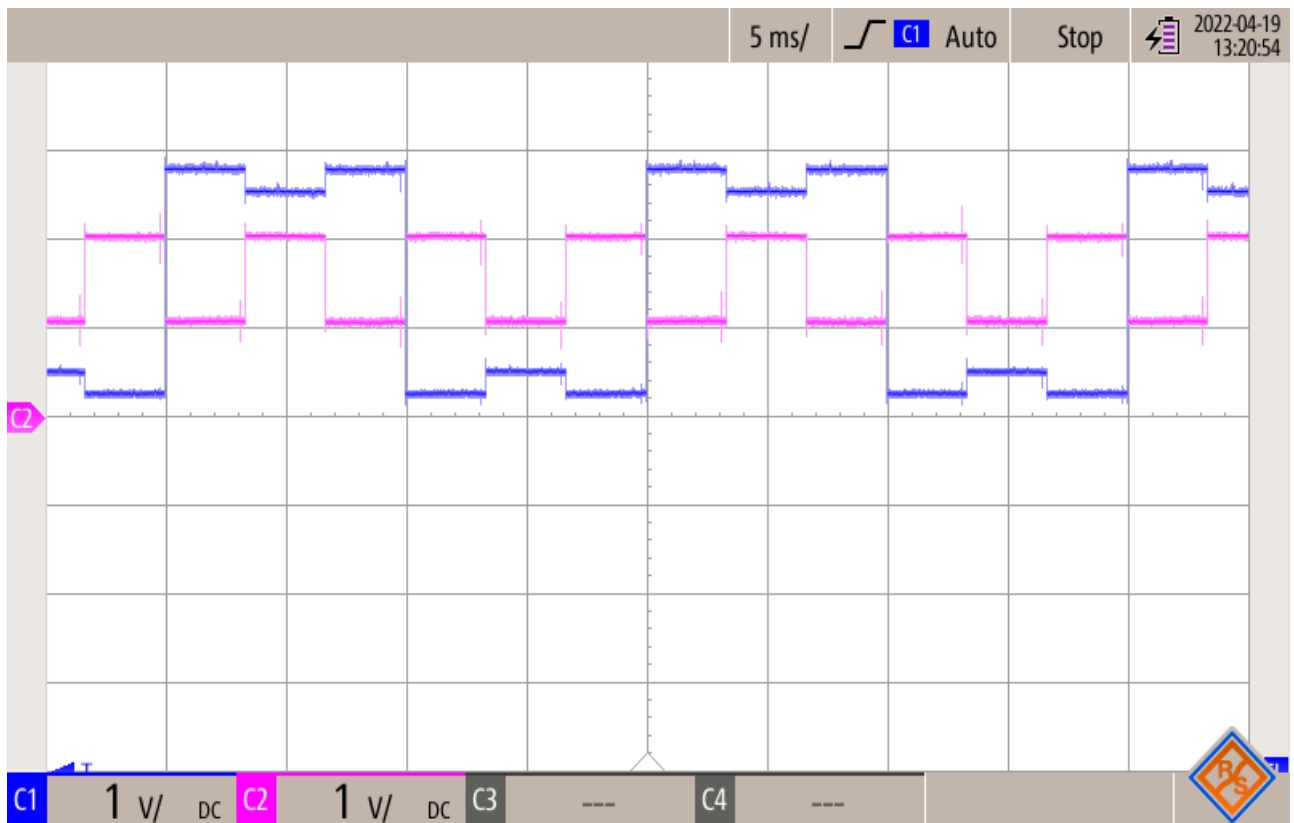 5 ms/ C1 Auto Stop 2022-04-19
13:20:54
C2
T
C1 1 V/ DC C2 1 V/ DC C3 --- C4 ---
R
S